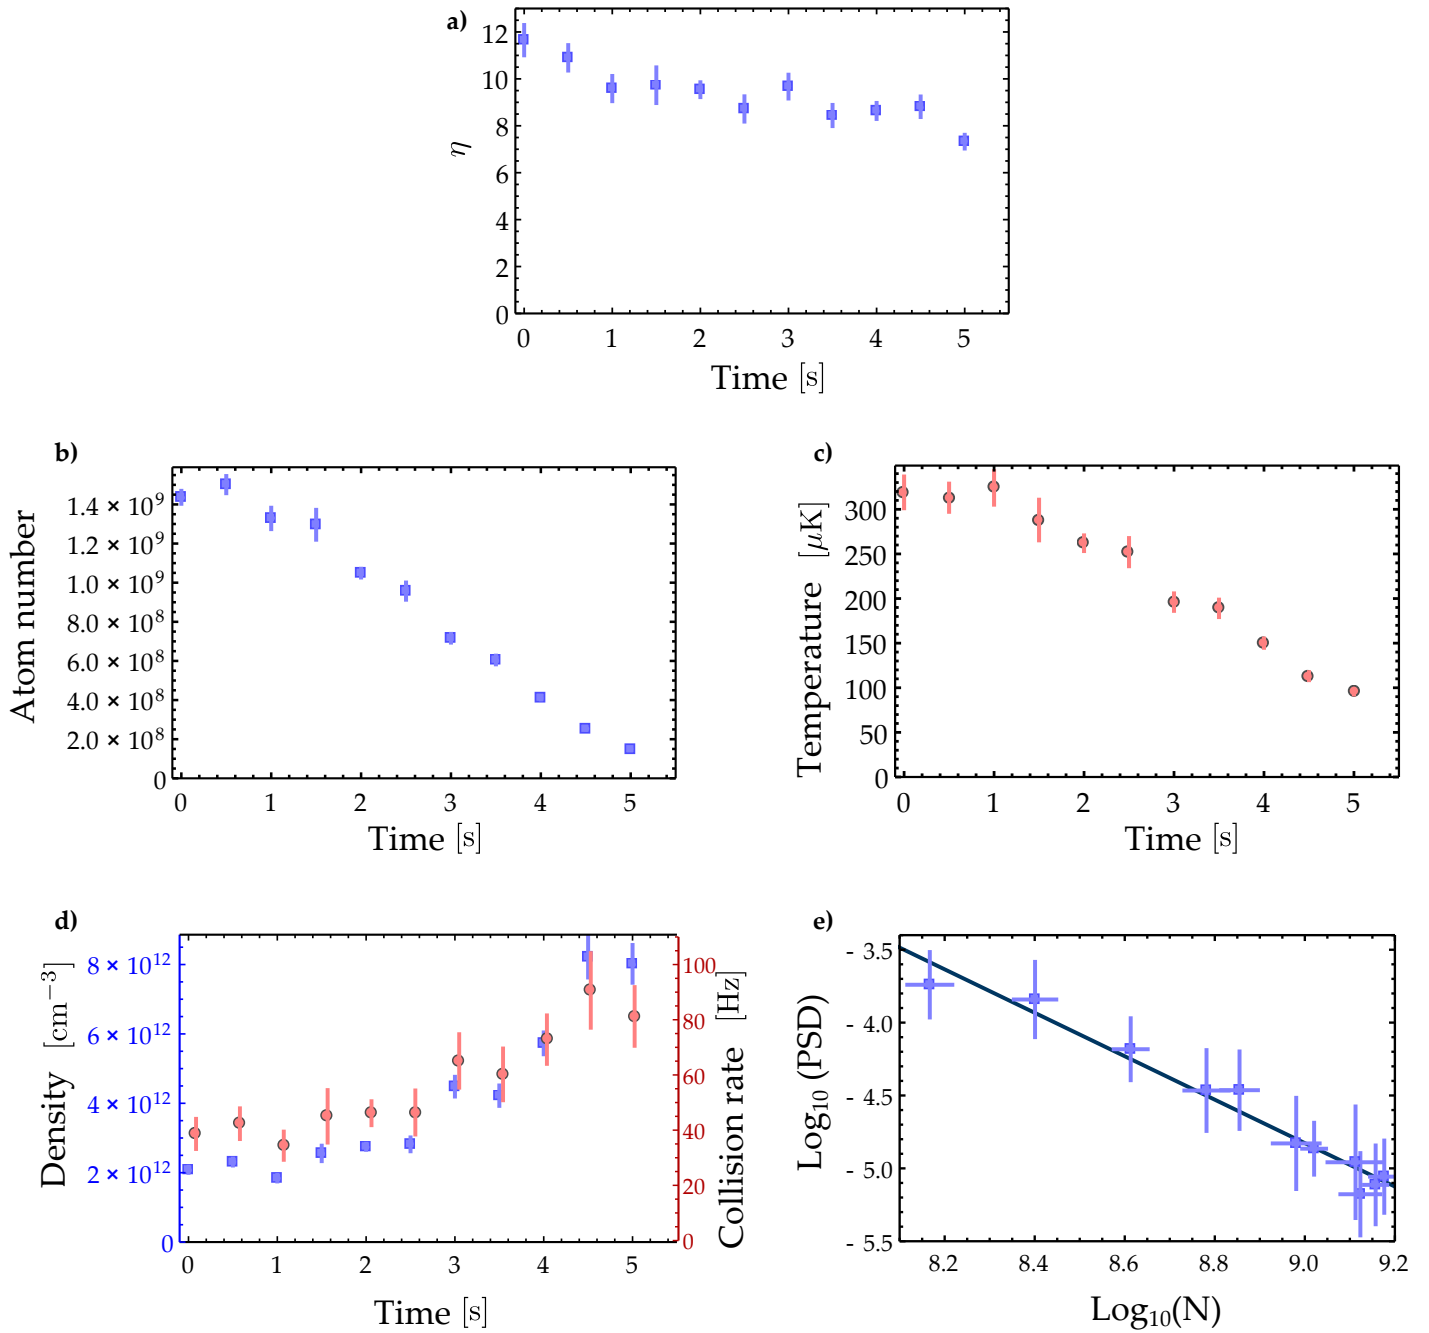 a)
12
10
8
6
4
2
0
η
0 1 2 3 4 5
Time [s]
b)
1.4 × 10⁹
1.2 × 10⁹
1.0 × 10⁹
8.0 × 10⁸
6.0 × 10⁸
4.0 × 10⁸
2.0 × 10⁸
0
Atom number
0 1 2 3 4 5
Time [s]
c)
300
250
200
150
100
50
0
Temperature [μK]
0 1 2 3 4 5
Time [s]
d)
8 × 10¹²
6 × 10¹²
4 × 10¹²
2 × 10¹²
0
Density [cm⁻³]
100
80
60
40
20
0
Collision rate [Hz]
0 1 2 3 4 5
Time [s]
e)
- 3.5
- 4.0
- 4.5
- 5.0
- 5.5
Log₁₀(PSD)
8.2 8.4 8.6 8.8 9.0 9.2
Log₁₀(N)